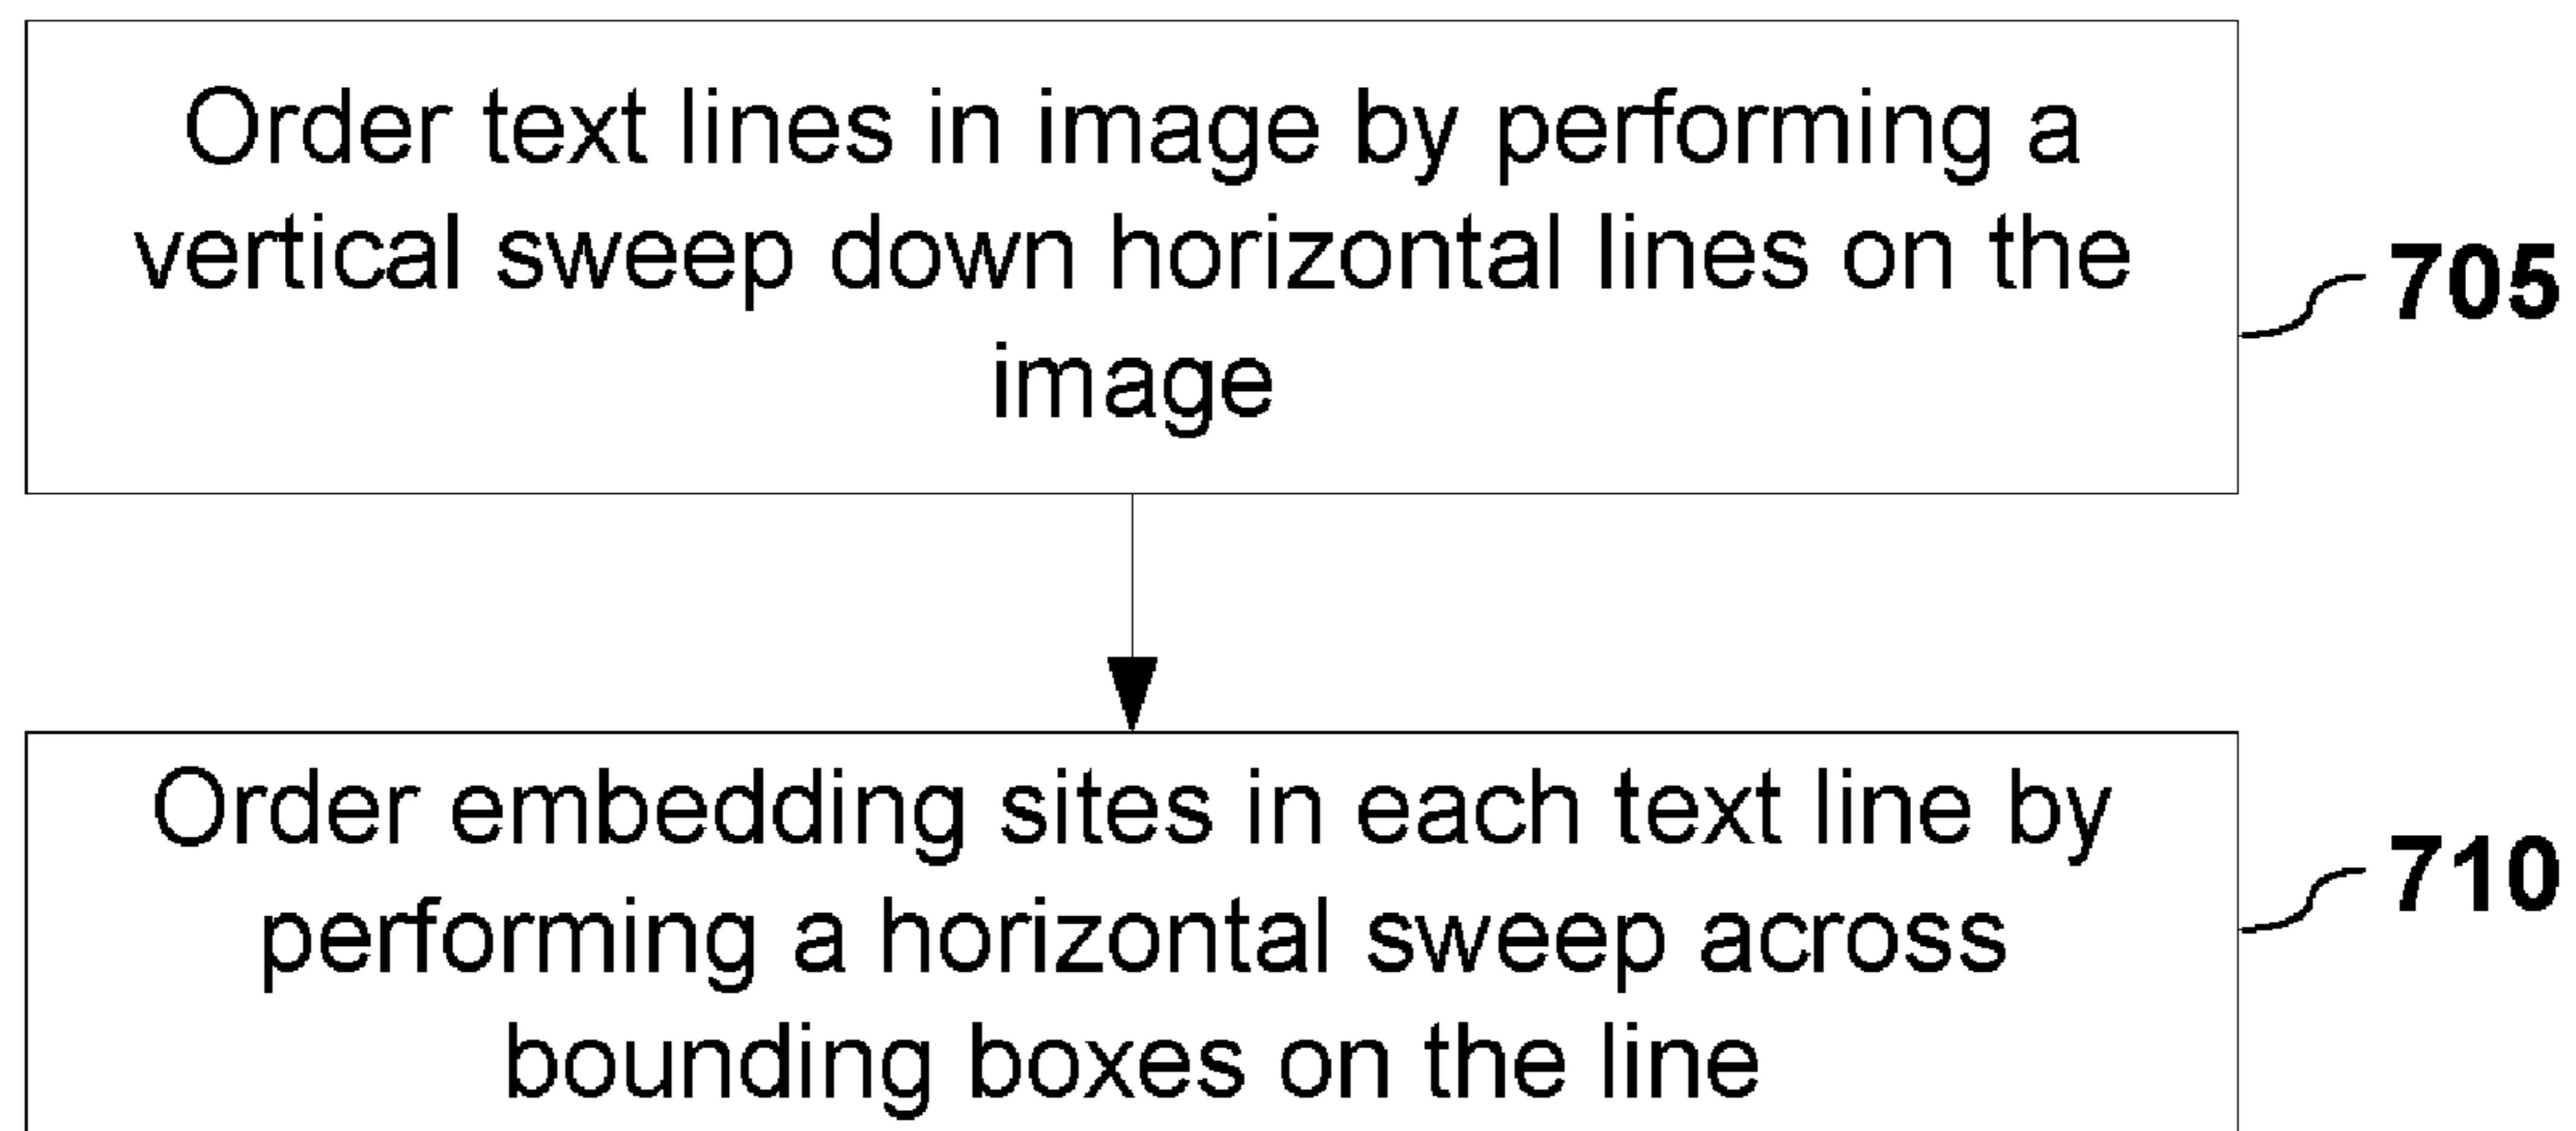 Order text lines in image by performing a
vertical sweep down horizontal lines on the
image
705
Order embedding sites in each text line by
performing a horizontal sweep across
bounding boxes on the line
710